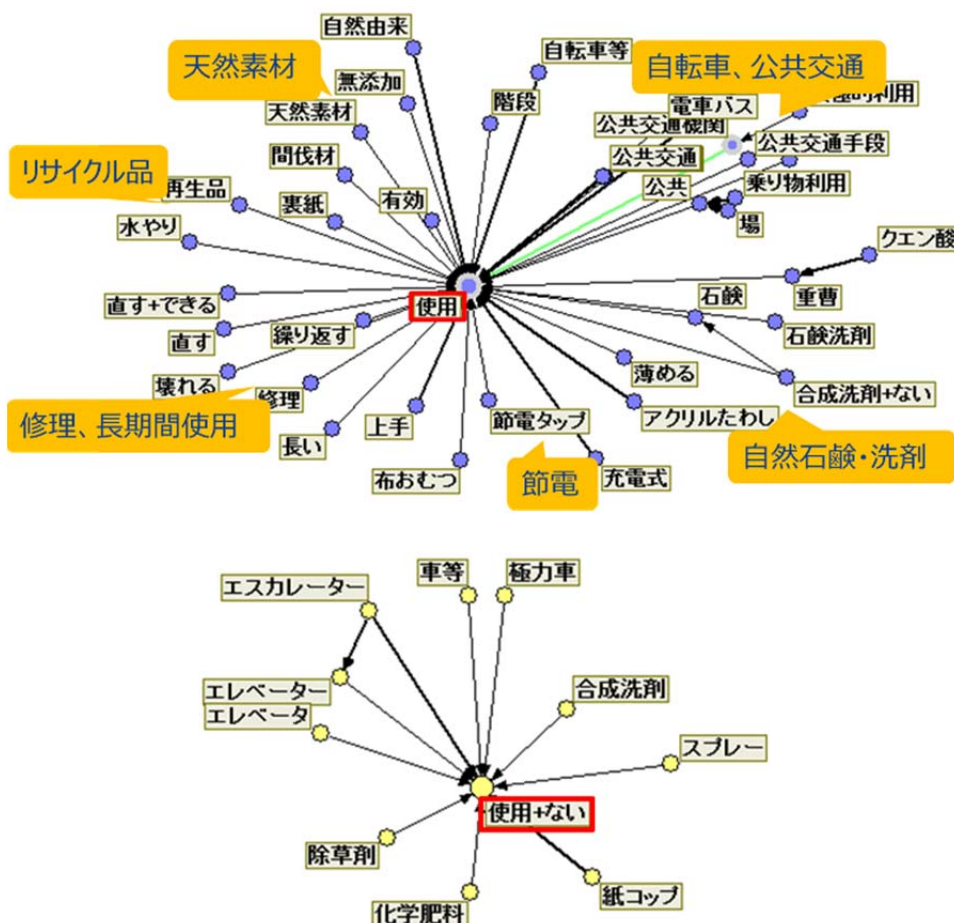 自然由来
天然素材
無添加
天然素材
自転車等
階段
自転車、公共交通
電車バス
公共交通機関
利用
公共交通
公共交通手段
間伐材
リサイクル品
再生品
裏紙
有効
公共
乗り物利用
場
水やり
クエン酸
直す+できる
使用
石鹸
重曹
直す
繰り返す
石鹸洗剤
壊れる
修理
薄める
合成洗剤+ない
修理、長期間使用
長い
上手
節電タップ
アクリルたわし
自然石鹸・洗剤
布おむつ
節電
充電式
エスカレーター
車等
極力車
エレベーター
エレベータ
合成洗剤
スプレー
使用+ない
除草剤
化学肥料
紙コップ